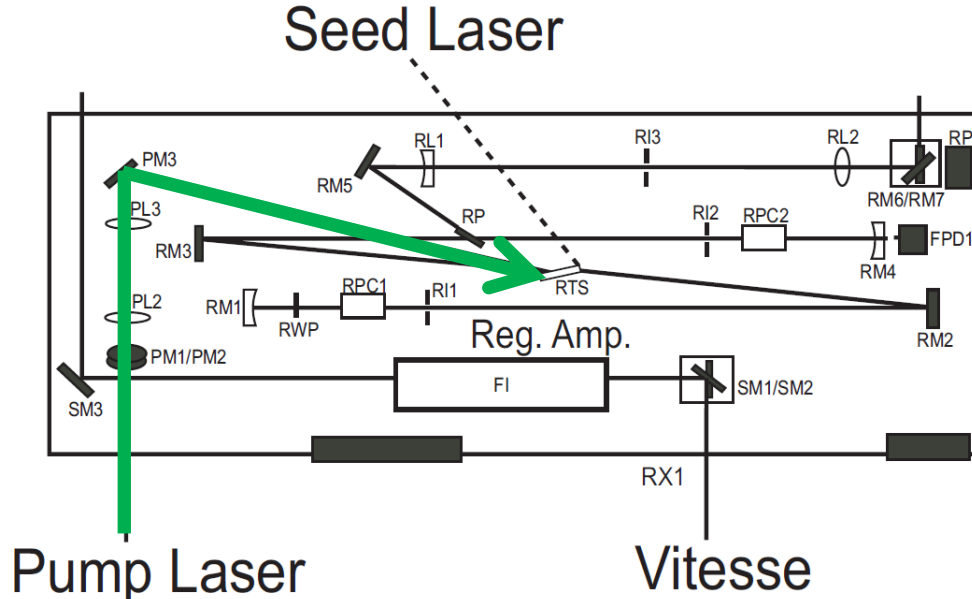 Seed Laser
PM3
RL1
RI3
RL2
RP
RM5
RM6/RM7
PL3
RP
RI2
RPC2
RM3
FPD1
RM4
RTS
RM1
RPC1
RI1
PL2
RWP
RM2
Reg. Amp.
PM1/PM2
FI
SM1/SM2
SM3
RX1
Pump Laser
Vitesse